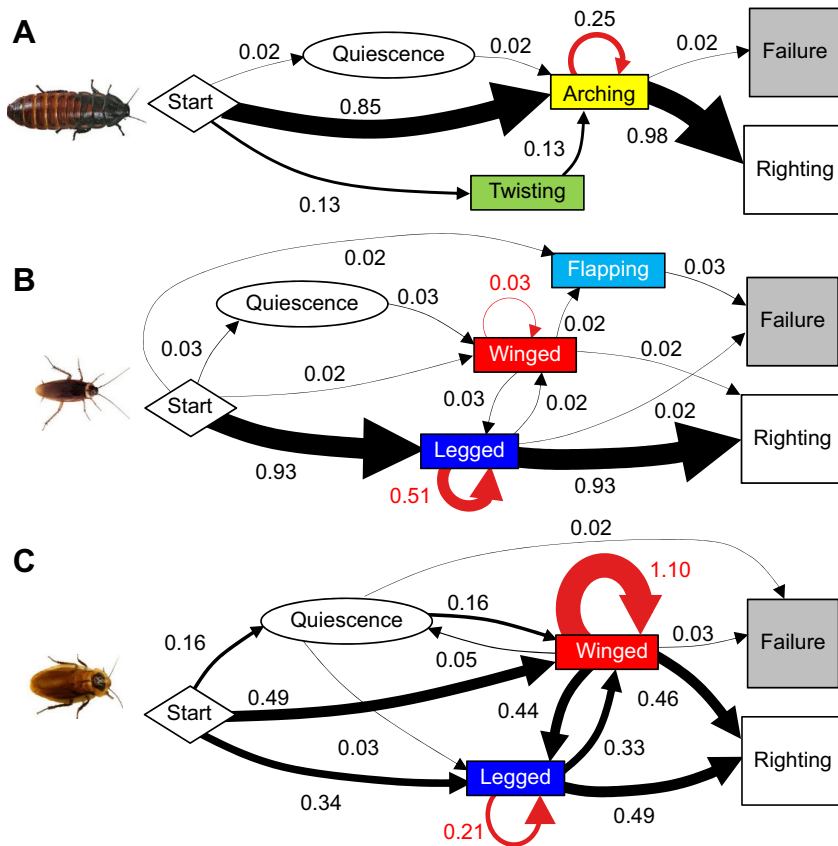 A
0.02
Quiescence
0.02
0.25
0.02
Failure
Start
0.85
Arching
0.98
0.13
Twisting
0.13
Righting
B
0.02
Flapping
0.03
Quiescence
0.03
0.03
0.02
Failure
0.03
0.02
Winged
0.02
Start
0.03
0.02
0.02
Legged
0.93
0.51
0.93
Righting
C
0.02
1.10
Quiescence
0.16
0.16
0.03
Failure
0.05
Winged
Start
0.49
0.44
0.46
0.03
0.33
Righting
0.34
Legged
0.49
0.21